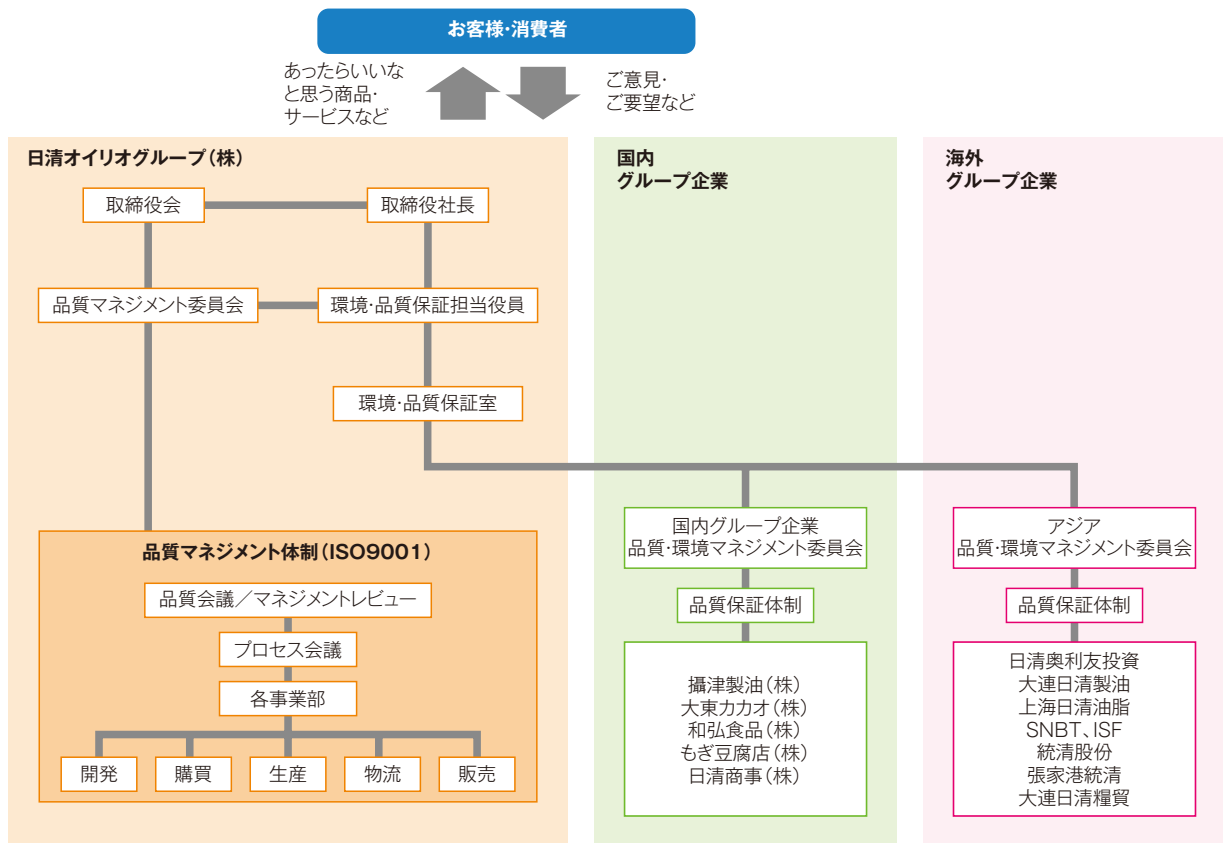 お客様・消費者
あったらいいな
と思う商品・
サービスなど
ご意見・
ご要望など
日清オイリオグループ（株）
取締役会
取締役社長
品質マネジメント委員会
環境・品質保証担当役員
環境・品質保証室
品質マネジメント体制（ISO9001）
品質会議／マネジメントレビュー
プロセス会議
各事業部
開発
購買
生産
物流
販売
国内
グループ企業
国内グループ企業
品質・環境マネジメント委員会
品質保証体制
攝津製油（株）
大東カカオ（株）
和弘食品（株）
もぎ豆腐店（株）
日清商事（株）
海外
グループ企業
アジア
品質・環境マネジメント委員会
品質保証体制
日清奥利友投資
大連日清製油
上海日清油脂
SNBT、ISF
統清股份
張家港統清
大連日清糧貿